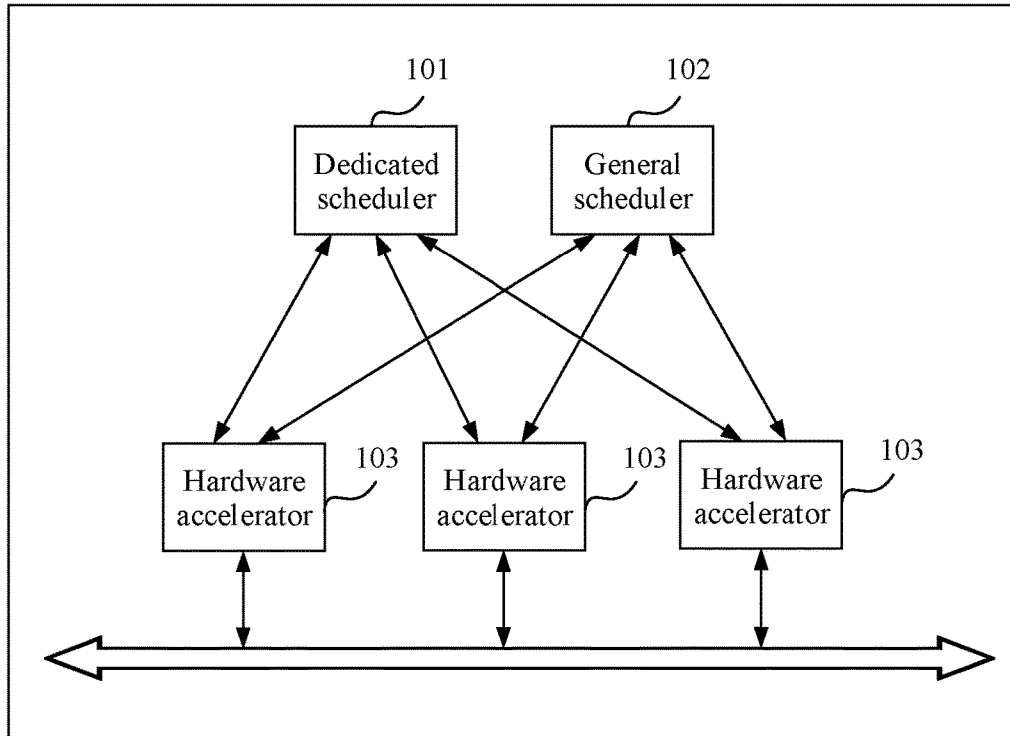 101
102
Dedicated
scheduler
General
scheduler
Hardware
accelerator
103
Hardware
accelerator
103
Hardware
accelerator
103